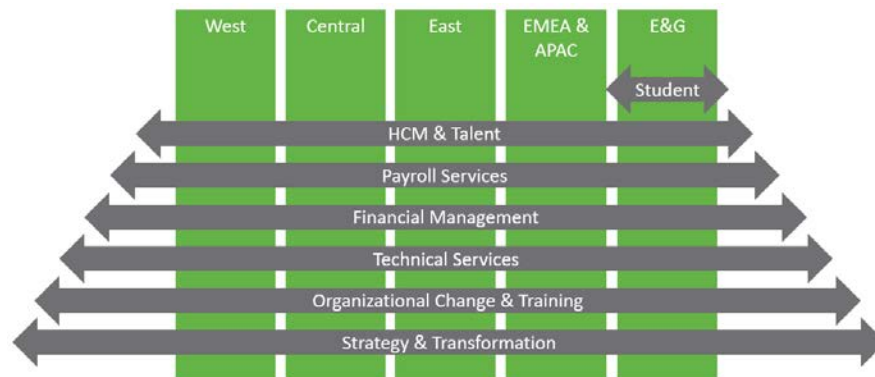 West
Central
East
EMEA &
APAC
E&G
Student
HCM & Talent
Payroll Services
Financial Management
Technical Services
Organizational Change & Training
Strategy & Transformation